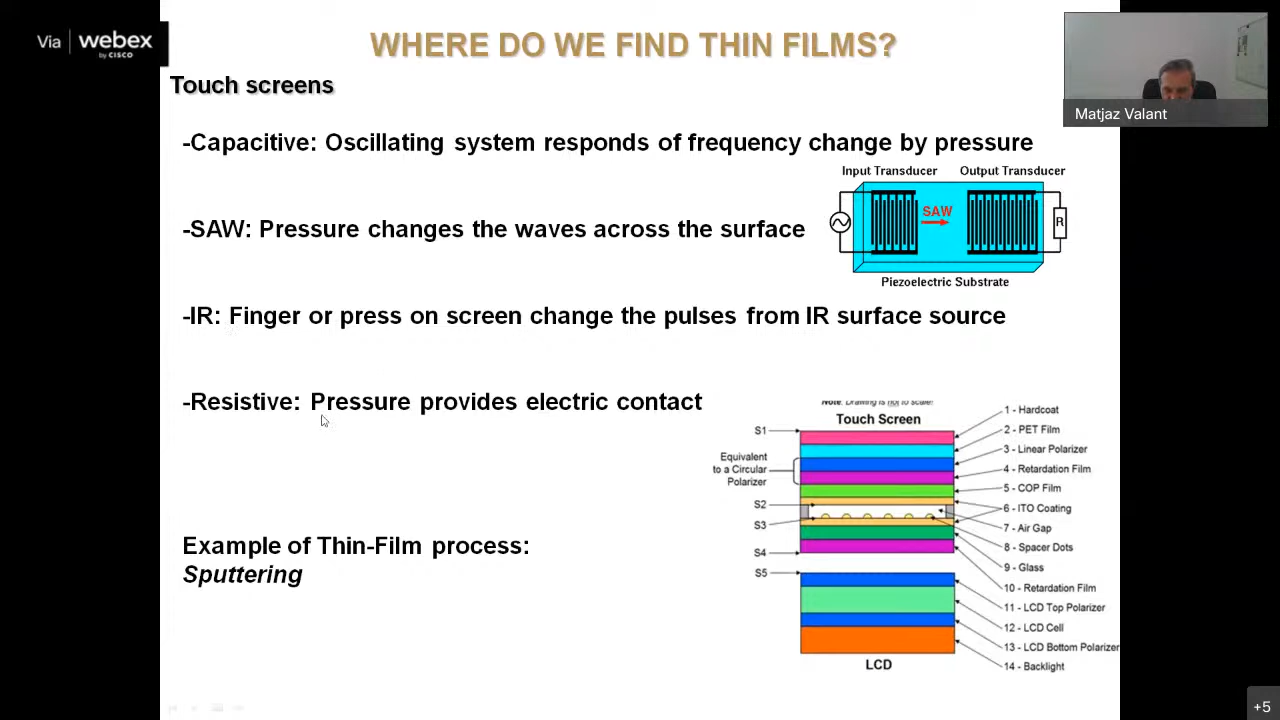 Via webex
by CISCO
WHERE DO WE FIND THIN FILMS?
Matjaz Valant
Touch screens
-Capacitive: Oscillating system responds of frequency change by pressure
Input Transducer Output Transducer
SAW
R
Piezoelectric Substrate
-SAW: Pressure changes the waves across the surface
-IR: Finger or press on screen change the pulses from IR surface source
-Resistive: Pressure provides electric contact
Note: Drawing is not to scale!
Touch Screen
S1
Equivalent
to a Circular
Polarizer
S2
S3
S4
S5
1 - Hardcoat
2 - PET Film
3 - Linear Polarizer
4 - Retardation Film
5 - COP Film
6 - ITO Coating
7 - Air Gap
8 - Spacer Dots
9 - Glass
10 - Retardation Film
11 - LCD Top Polarizer
12 - LCD Cell
13 - LCD Bottom Polarizer
14 - Backlight
LCD
Example of Thin-Film process:
Sputtering
+5